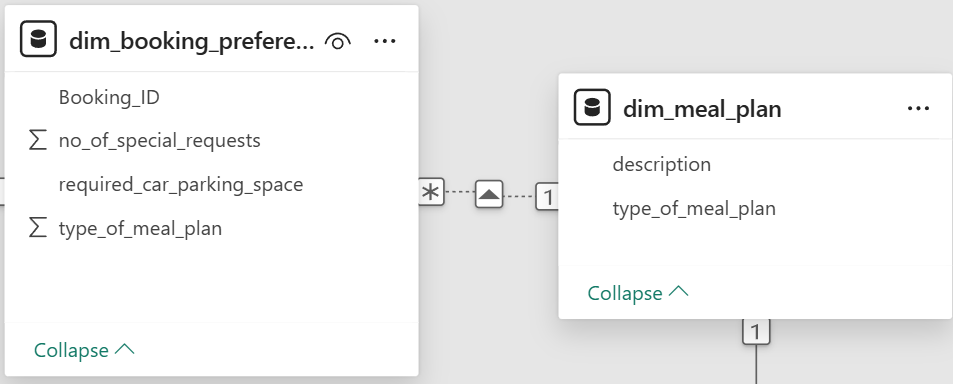 dim_booking_prefere...
Booking_ID
∑ no_of_special_requests
required_car_parking_space
∑ type_of_meal_plan
Collapse
*
1
dim_meal_plan
description
type_of_meal_plan
Collapse
1